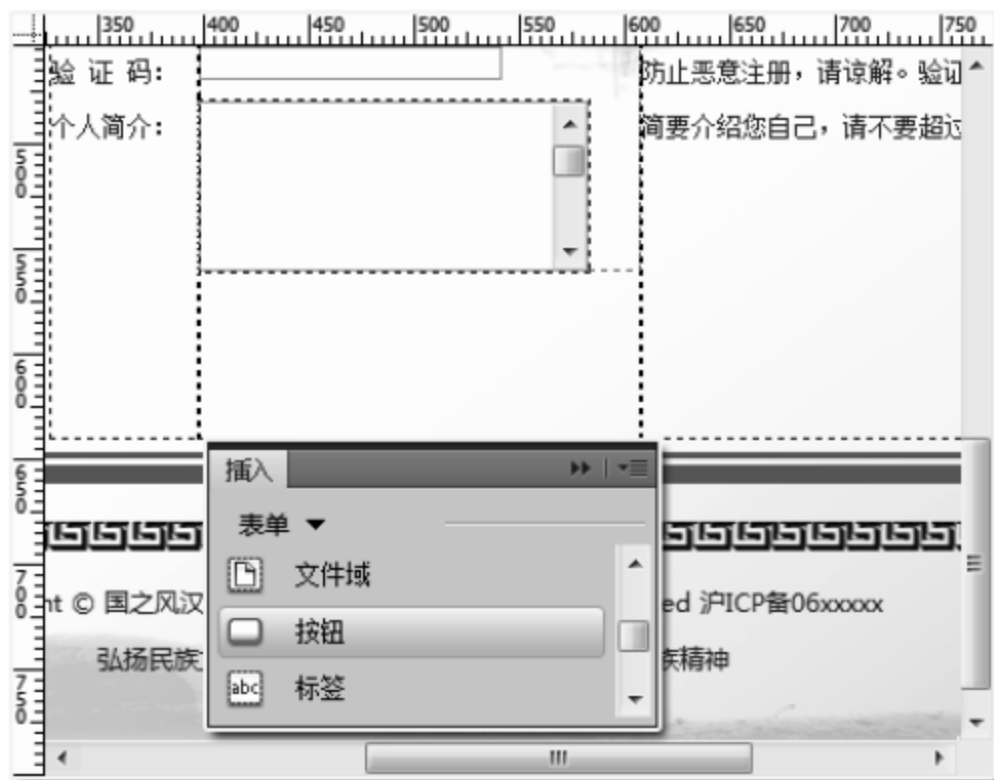 350 400 450 500 550 600 650 700 750
验 证 码:
防止恶意注册，请谅解。验证
个人简介:
简要介绍您自己，请不要超过
500
550
600
650
插入
表单
文件域
700
ht © 国之风汉
ed 沪ICP备06xxxxx
按钮
弘扬民族
族精神
abc 标签
750